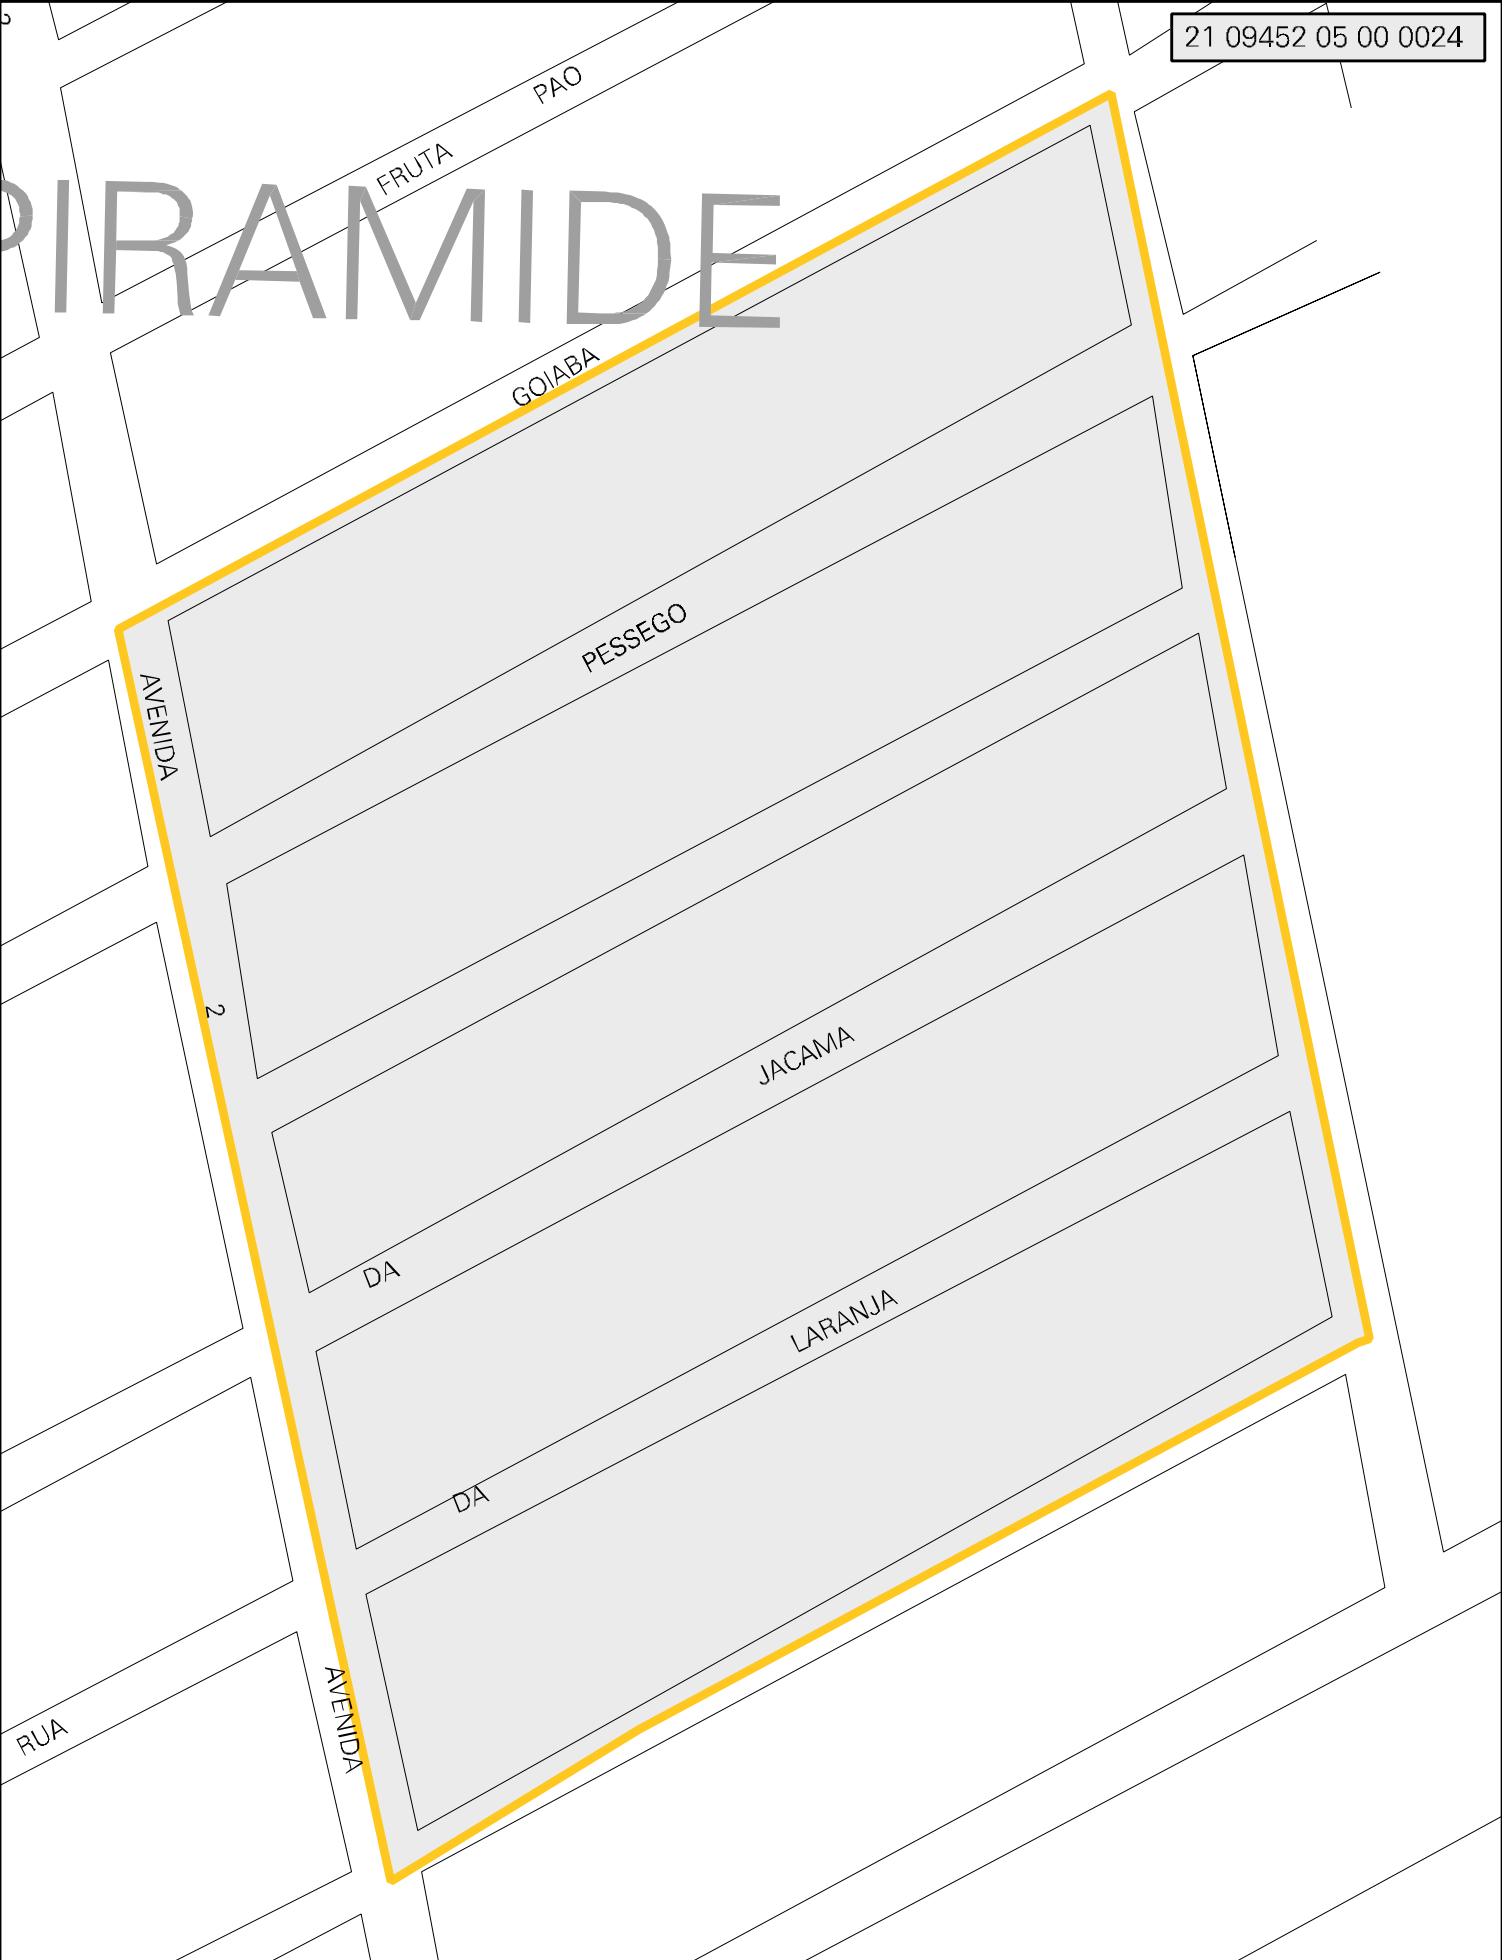 21 09452 05 00 0024
PAO
FRUTA
PIRAMIDE
GOIABA
PESSEGO
AVENIDA
2
JACAMA
DA
LARANJA
DA
AVENIDA
RUA